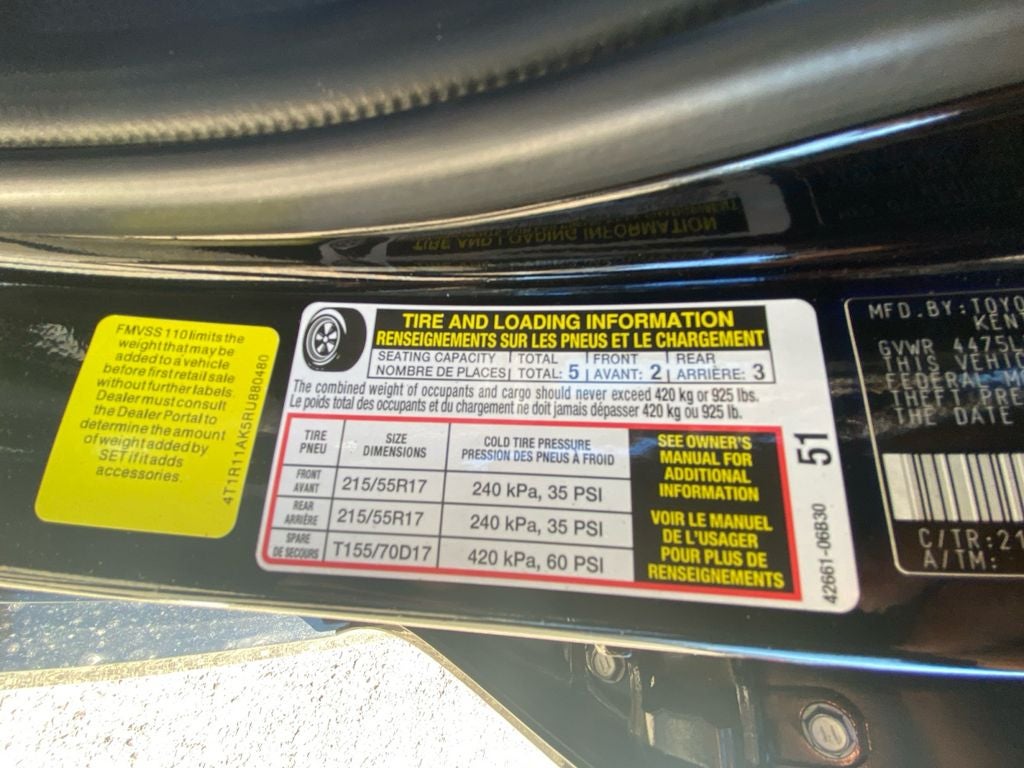 FMVSS 110 limits the
weight that may be
added to a vehicle
before first retail sale
without further labels.
Dealer must consult
the Dealer Portal to
determine the amount
of weight added by
SET if it adds
accessories.
4T1R11AK5RU880480
TIRE AND LOADING INFORMATION
RENSEIGNEMENTS SUR LES PNEUS ET LE CHARGEMENT
SEATING CAPACITY TOTAL FRONT REAR
NOMBRE DE PLACES TOTAL: 5 AVANT: 2 ARRIÈRE: 3
The combined weight of occupants and cargo should never exceed 420 kg or 925 lbs.
Le poids total des occupants et du chargement ne doit jamais dépasser 420 kg ou 925 lb.
TIRE SIZE COLD TIRE PRESSURE
PNEU DIMENSIONS PRESSION DES PNEUS À FROID
FRONT
AVANT 215/55R17 240 kPa, 35 PSI
REAR
ARRIÈRE 215/55R17 240 kPa, 35 PSI
SPARE
DE SECOURS T155/70D17 420 kPa, 60 PSI
SEE OWNER'S
MANUAL FOR
ADDITIONAL
INFORMATION
VOIR LE MANUEL
DE L'USAGER
POUR PLUS DE
RENSEIGNEMENTS
51
42661-06B30
MFD.BY:TOYO
KENT
GVWR 4475L
THIS VEHIC
FEDERAL M
THEFT PRE
THE DATE
C/TR:21
A/TM:
TIRE AND LOADING INFORMATION